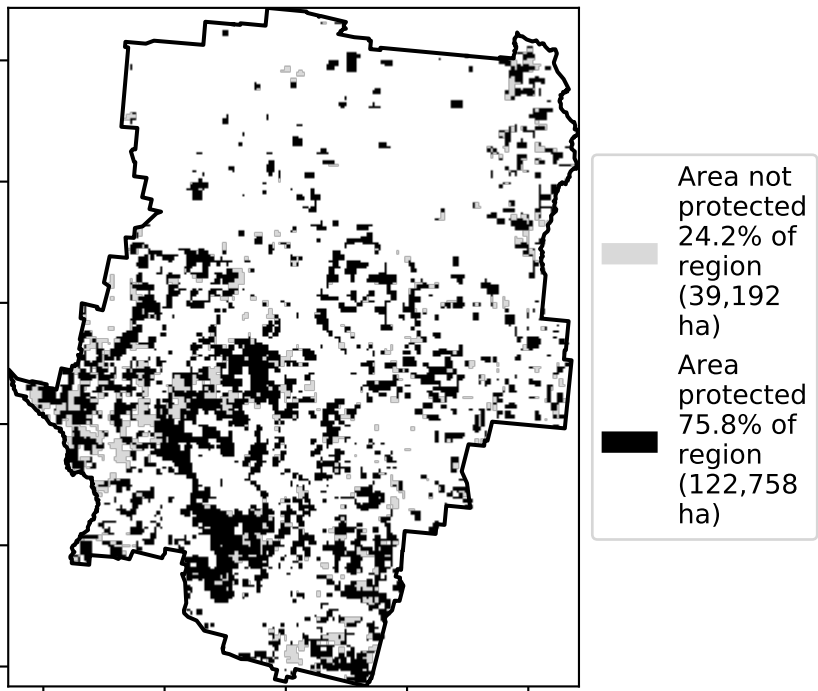 Area not
protected
24.2% of
region
(39,192
ha)
Area
protected
75.8% of
region
(122,758
ha)